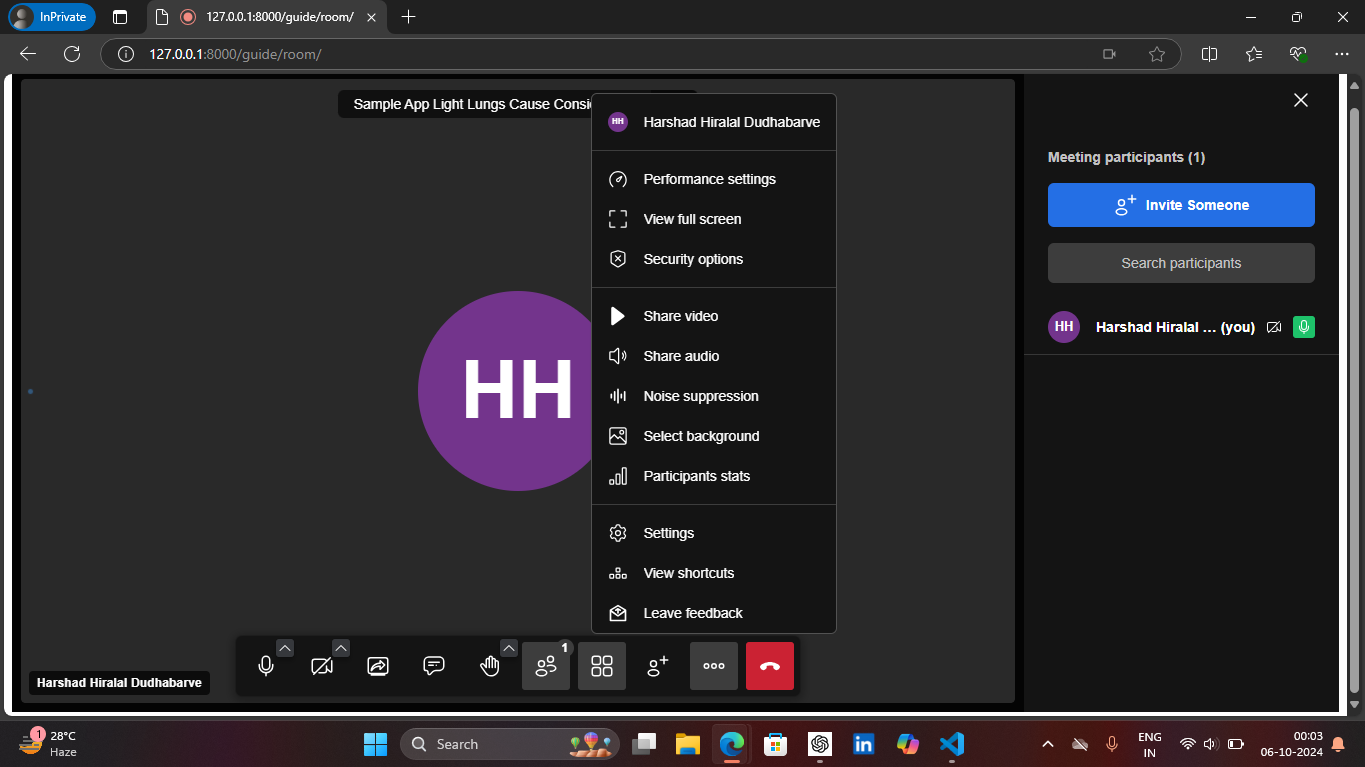 InPrivate
127.0.0.1:8000/guide/room/
127.0.0.1:8000/guide/room/
Sample App Light Lungs Cause Consi
HH
Harshad Hiralal Dudhabarve
Performance settings
View full screen
Security options
Share video
Share audio
Noise suppression
Select background
Participants stats
Settings
View shortcuts
Leave feedback
HH
Harshad Hiralal Dudhabarve
1
Meeting participants (1)
Invite Someone
Search participants
HH
Harshad Hiralal ... (you)
1
28°C
Haze
Search
ENG
IN
00:03
06-10-2024